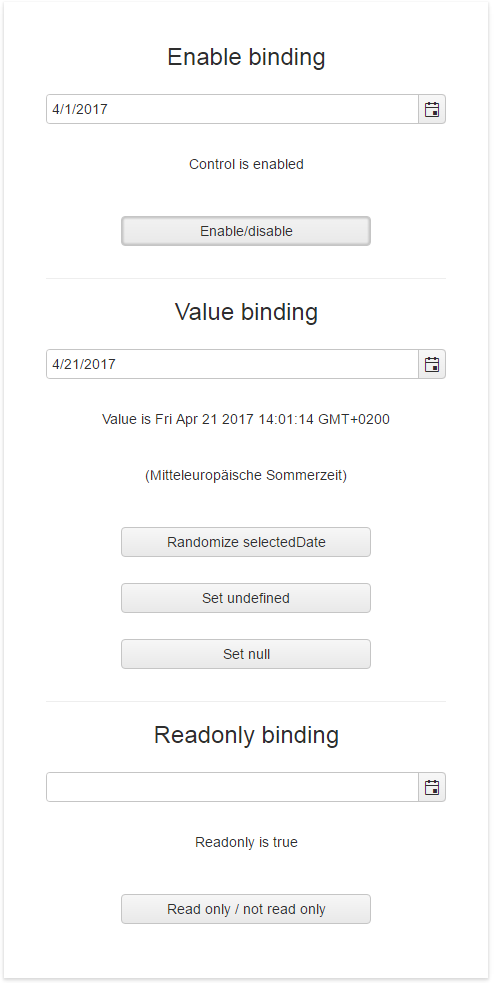 Enable binding
4/1/2017
Control is enabled
Enable/disable
Value binding
4/21/2017
Value is Fri Apr 21 2017 14:01:14 GMT+0200
(Mitteleuropäische Sommerzeit)
Randomize selectedDate
Set undefined
Set null
Readonly binding
Readonly is true
Read only / not read only